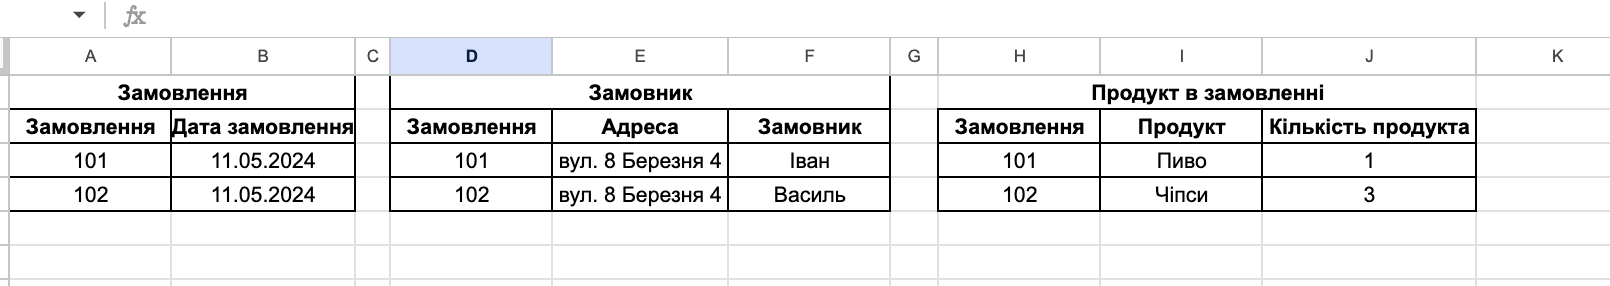 fx
A B C D E F G H I J K
Замовлення Замовник Продукт в замовленні
Замовлення Дата замовлення Замовлення Адреса Замовник Замовлення Продукт Кількість продукта
101 11.05.2024 101 вул. 8 Березня 4 Іван 101 Пиво 1
102 11.05.2024 102 вул. 8 Березня 4 Василь 102 Чіпси 3